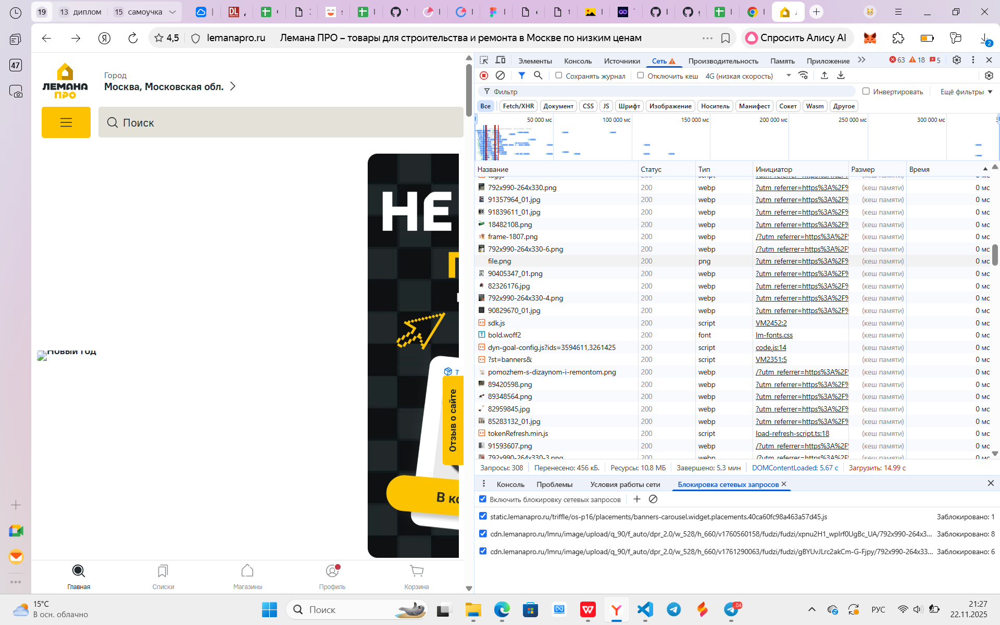 19
13 диплом
15 самоучка
4,5
lemanapro.ru
Лемана ПРО – товары для строительства и ремонта в Москве по низким ценам
Спросить Алису AI
2
47
ЛЕМАНА
ПРО
Город
Москва, Московская обл.
Поиск
НЕ
Новый год
Отзыв о сайте
Главная
Списки
Магазины
Профиль
Корзина
Элементы
Консоль
Источники
Сеть
Производительность
Память
Приложение
63
18
5
Сохранять журнал
Отключить кеш
4G (низкая скорость)
Фильтр
Инвертировать
Ещё фильтры
Все
Fetch/XHR
Документ
CSS
JS
Шрифт
Изображение
Носитель
Манифест
Сокет
Wasm
Другое
50 000 мс
100 000 мс
150 000 мс
200 000 мс
250 000 мс
300 000 мс
Название Статус Тип Инициатор Размер Время
792x990-264x330.png 200 webp ?utm_referrer=https%3A%2F% (кеш памяти) 0 мс
91357964_01.jpg 200 webp ?utm_referrer=https%3A%2F% (кеш памяти) 0 мс
91839611_01.jpg 200 webp ?utm_referrer=https%3A%2F% (кеш памяти) 0 мс
18482108.png 200 webp ?utm_referrer=https%3A%2F% (кеш памяти) 0 мс
frame-1807.png 200 webp /?utm_referrer=https%3A%2F (кеш памяти) 0 мс
792x990-264x330-6.png 200 webp /?utm_referrer=https%3A%2F (кеш памяти) 0 мс
file.png 200 png ?utm_referrer=https%3A%2F% (кеш памяти) 0 мс
90405347_01.png 200 webp ?utm_referrer=https%3A%2F% (кеш памяти) 0 мс
82326176.jpg 200 webp ?utm_referrer=https%3A%2F% (кеш памяти) 0 мс
792x990-264x330-4.png 200 webp ?utm_referrer=https%3A%2F% (кеш памяти) 0 мс
90829670_01.jpg 200 webp ?utm_referrer=https%3A%2F% (кеш памяти) 0 мс
sdk.js 200 script VM2452:2 (кеш памяти) 0 мс
bold.woff2 200 font lm-fonts.css (кеш памяти) 0 мс
dyn-goal-config.js?ids=3594611,3261425 200 script code.js:14 (кеш памяти) 0 мс
?st=banners& 200 script VM2351:5 (кеш памяти) 0 мс
pomozhem-s-dizaynom-i-remontom.png 200 webp /?utm_referrer=https%3A%2F (кеш памяти) 0 мс
89420598.png 200 webp ?utm_referrer=https%3A%2F% (кеш памяти) 0 мс
89348564.png 200 webp ?utm_referrer=https%3A%2F% (кеш памяти) 0 мс
82959845.jpg 200 webp ?utm_referrer=https%3A%2F% (кеш памяти) 0 мс
85283132_01.jpg 200 webp ?utm_referrer=https%3A%2F% (кеш памяти) 0 мс
tokenRefresh.min.js 200 script load-refresh-script.ts:18 (кеш памяти) 0 мс
91593607.png 200 webp /?utm_referrer=https%3A%2F (кеш памяти) 0 мс
792x990-264x330-3.png 200 webp
Запросы: 308
Перенесено: 456 кБ.
Ресурсы: 10,8 МБ
Завершено: 5,3 мин
DOMContentLoaded: 5,67 с
Загрузить: 14,99 с
Консоль
Проблемы
Условия работы сети
Блокировка сетевых запросов
Включить блокировку сетевых запросов
static.lemanapro.ru/triffle/os-p16/placements/banners-carousel.widget.placements.40ca60fc98a463a57d45.js Заблокировано: 1
cdn.lemanapro.ru/lmru/image/upload/q_90/f_auto/dpr_2.0/w_528/h_660/v1760560158/fudzi/fudzi/xpnu2H1_wpIrf0UgBc_UA/792x990-264x3... Заблокировано: 8
cdn.lemanapro.ru/lmru/image/upload/q_90/f_auto/dpr_2.0/w_528/h_660/v1761290063/fudzi/fudzi/gBYUvJLrc2akCm-G-Fjpy/792x990-264x33... Заблокировано: 6
15°C
В осн. облачно
Поиск
..04
РУС
21:27
22.11.2025